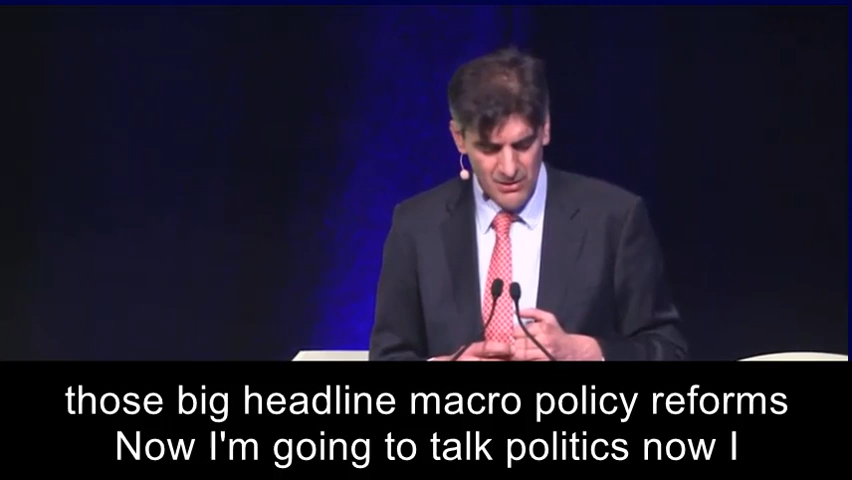 those big headline macro policy reforms
Now I'm going to talk politics now I